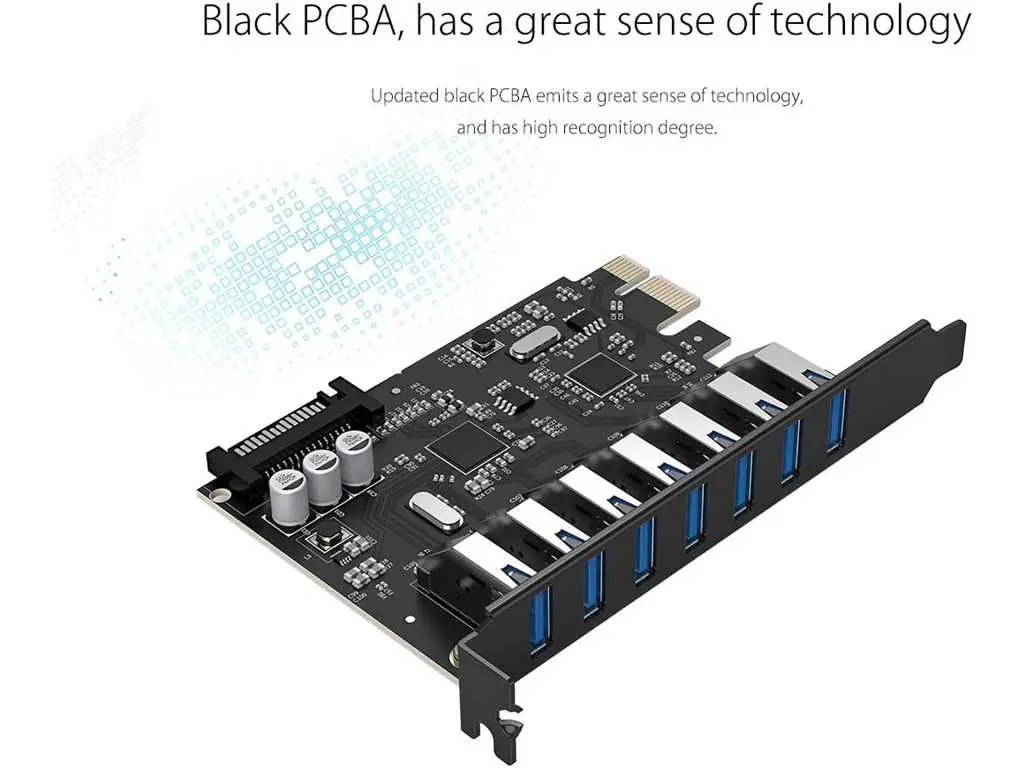 Black PCBA, has a great sense of technology
Updated black PCBA emits a great sense of technology,
and has high recognition degree.